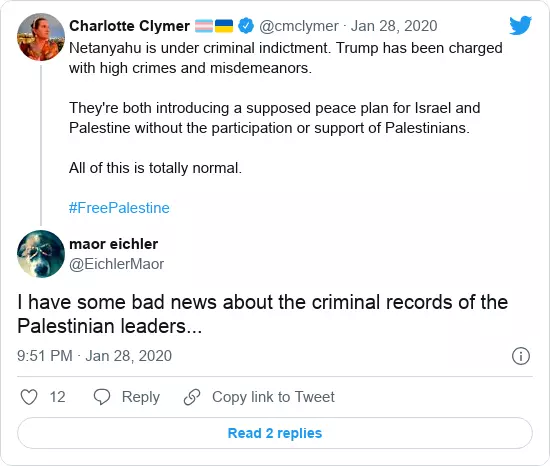 Charlotte Clymer 🏳️‍⚧️🇺🇦 @cmclymer · Jan 28, 2020
Netanyahu is under criminal indictment. Trump has been charged
with high crimes and misdemeanors.
They're both introducing a supposed peace plan for Israel and
Palestine without the participation or support of Palestinians.
All of this is totally normal.
#FreePalestine
maor eichler
@EichlerMaor
I have some bad news about the criminal records of the
Palestinian leaders...
9:51 PM · Jan 28, 2020
12 Reply Copy link to Tweet
Read 2 replies